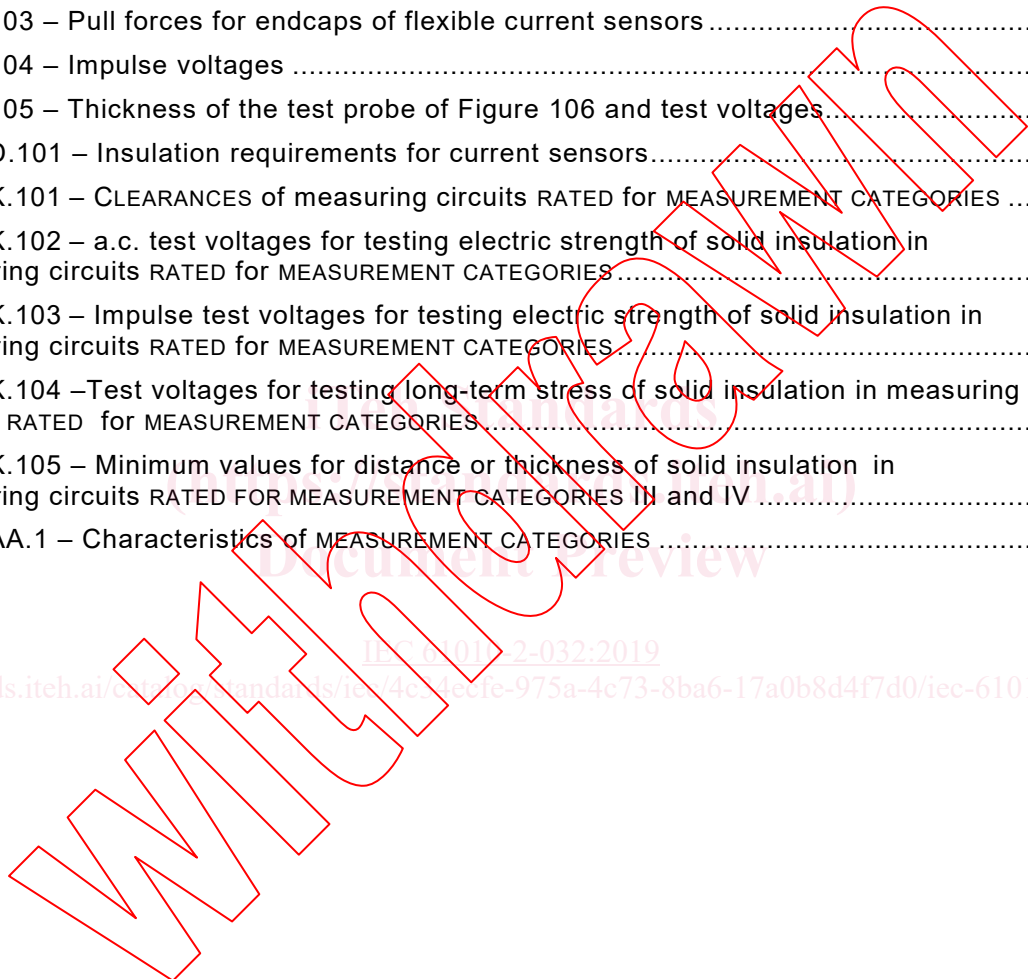 03 – Pull forces for endcaps of flexible current sensors
04 – Impulse voltages
05 – Thickness of the test probe of Figure 106 and test voltages
.101 – Insulation requirements for current sensors
K.101 – CLEARANCES of measuring circuits RATED for MEASUREMENT CATEGORIES
K.102 – a.c. test voltages for testing electric strength of solid insulation in
ring circuits RATED for MEASUREMENT CATEGORIES
K.103 – Impulse test voltages for testing electric strength of solid insulation in
ring circuits RATED for MEASUREMENT CATEGORIES
K.104 –Test voltages for testing long-term stress of solid insulation in measuring
RATED for MEASUREMENT CATEGORIES
K.105 – Minimum values for distance or thickness of solid insulation in
ring circuits RATED FOR MEASUREMENT CATEGORIES III and IV
AA.1 – Characteristics of MEASUREMENT CATEGORIES
iTeh Standards
(https://standards.iteh.ai)
Document Preview
IEC 61010-2-032:2019
ds.iteh.ai/catalog/standards/iec/4c34ecfe-975a-4c73-8ba6-17a0b8d4f7d0/iec-610
withdrawn